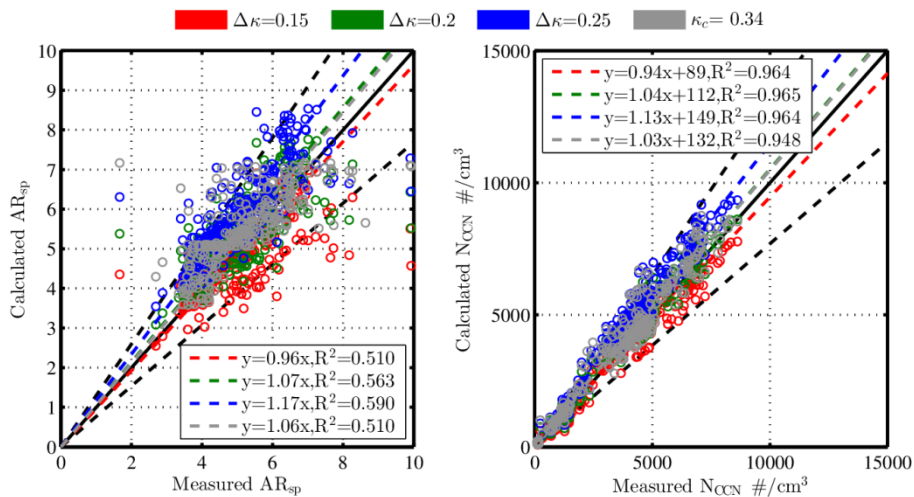 Δκ=0.15 Δκ=0.2 Δκ=0.25 κc= 0.34
10
9
8
7
6
5
4
3
2
1
0
0 2 4 6 8 10
Calculated ARsp
Measured ARsp
y=0.96x,R²=0.510
y=1.07x,R²=0.563
y=1.17x,R²=0.590
y=1.06x,R²=0.510
15000
10000
5000
0
0 5000 10000 15000
Calculated NCCN #/cm³
Measured NCCN #/cm³
y=0.94x+89,R²=0.964
y=1.04x+112,R²=0.965
y=1.13x+149,R²=0.964
y=1.03x+132,R²=0.948